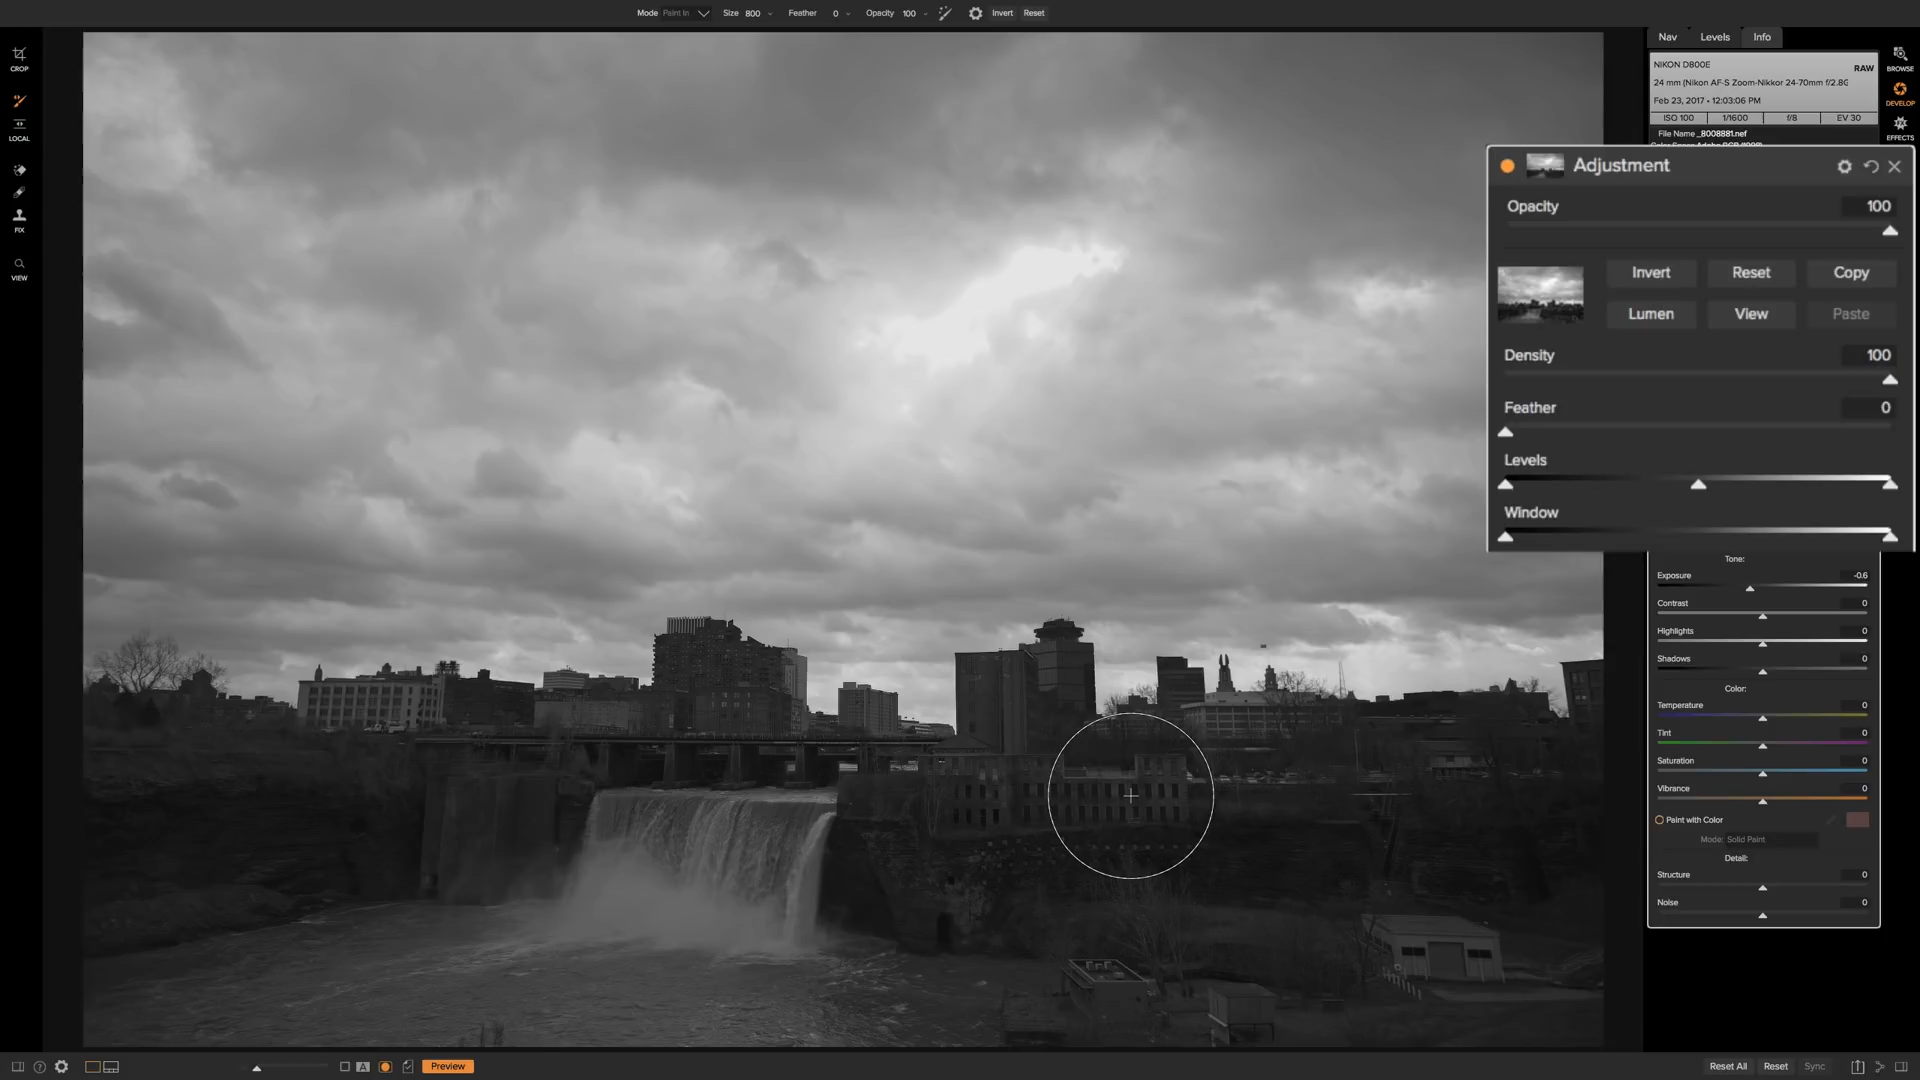 Mode Paint In Size 800 Feather 0 Opacity 100 Invert Reset
Nav Levels Info
CROP
LOCAL
FIX
VIEW
NIKON D800E
RAW
24 mm (Nikon AF-S Zoom-Nikkor 24-70mm f/2.8G
Feb 23, 2017 • 12:03:06 PM
ISO 100 1/1600 f/8 EV 30
File Name _8008881.nef
BROWSE
DEVELOP
EFFECTS
Adjustment
Opacity 100
Invert Reset Copy
Lumen View Paste
Density 100
Feather 0
Levels
Window
Tone:
Exposure -0.6
Contrast 0
Highlights 0
Shadows 0
Color:
Temperature 0
Tint 0
Saturation 0
Vibrance 0
Paint with Color
Mode: Solid Paint
Detail:
Structure 0
Noise 0
? A Preview
Reset All Reset Sync